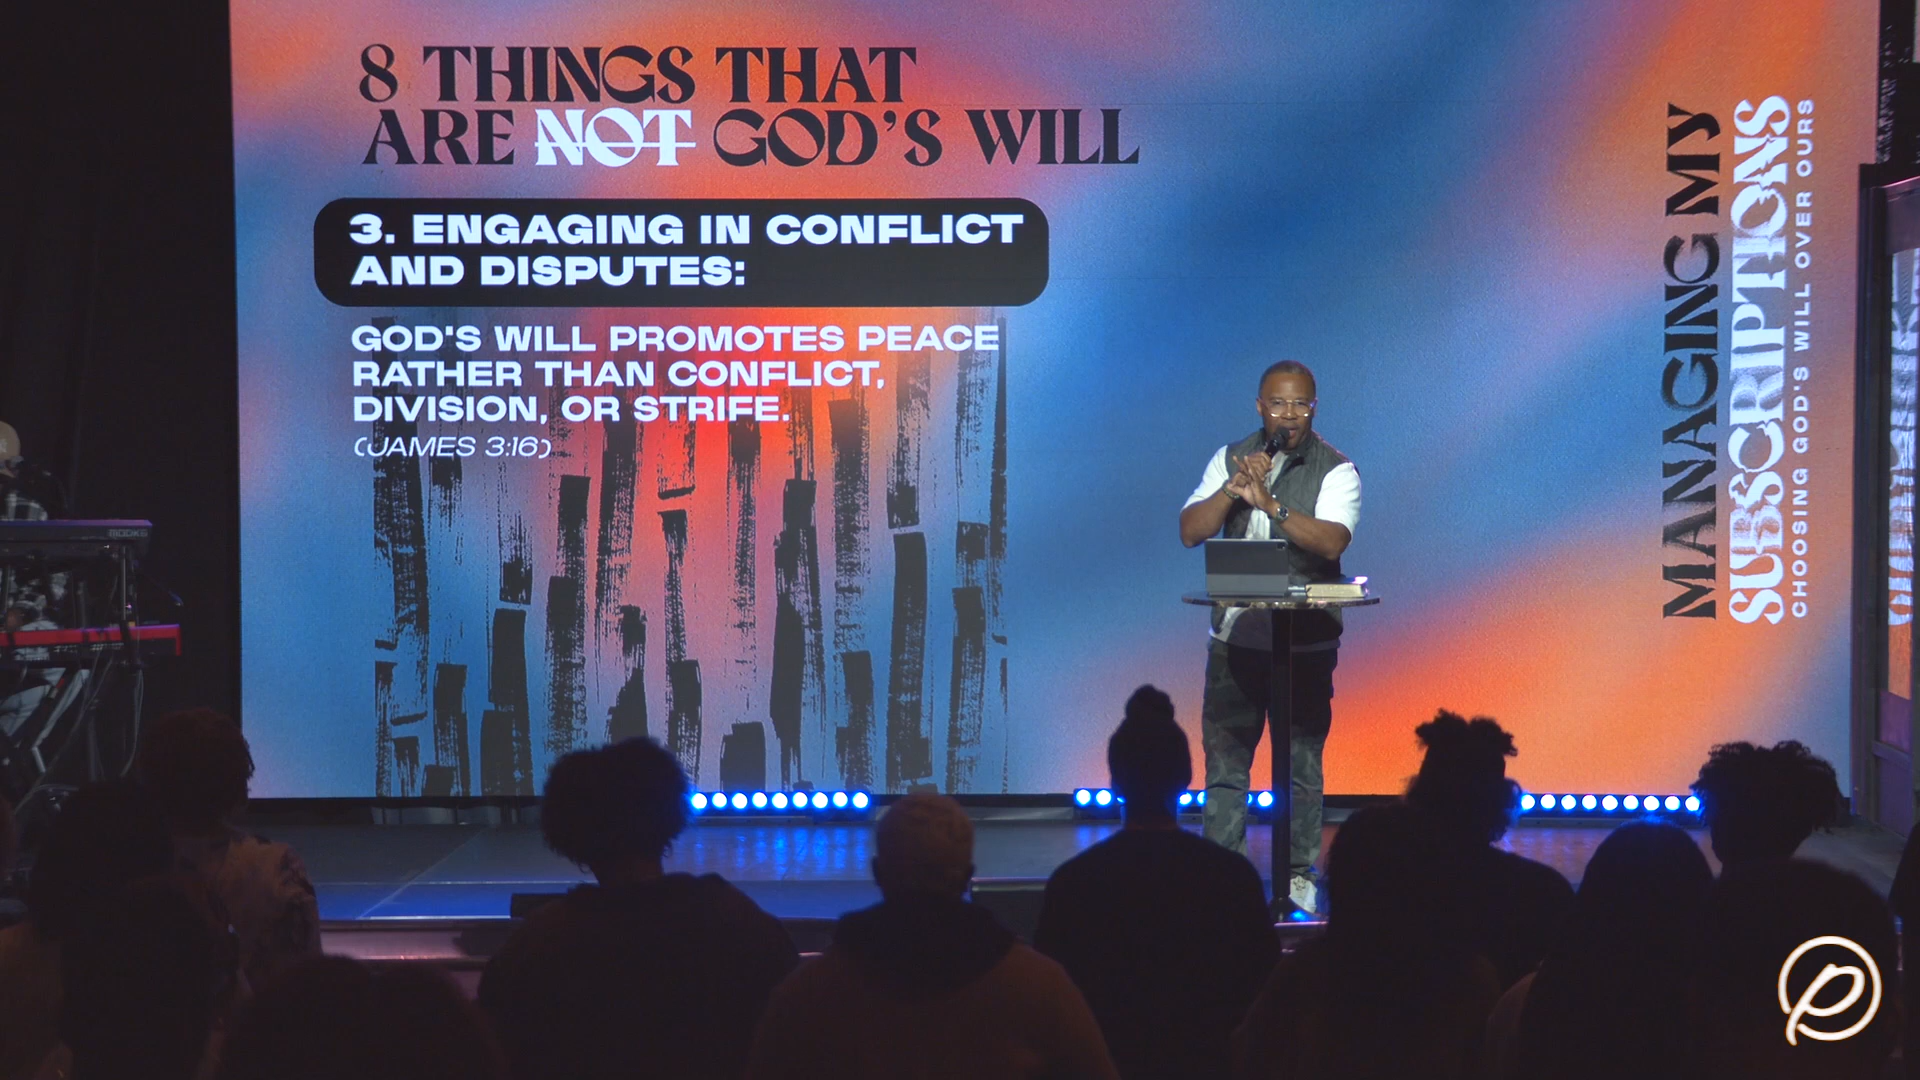 8 THINGS THAT
ARE NOT GOD'S WILL
3. ENGAGING IN CONFLICT
AND DISPUTES:
GOD'S WILL PROMOTES PEACE
RATHER THAN CONFLICT,
DIVISION, OR STRIFE.
(JAMES 3:16)
MANAGING MY
SUBSCRIPTIONS
CHOOSING GOD'S WILL OVER OURS